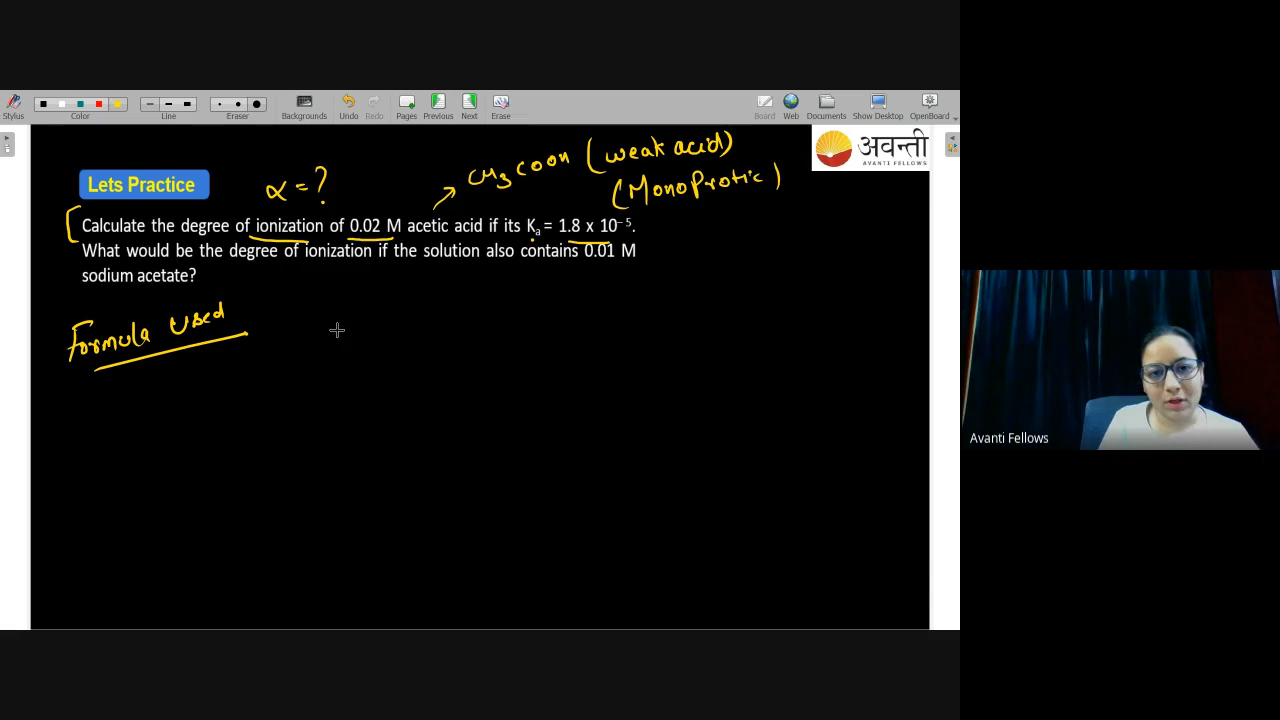 Stylus
Color
Line
Eraser
Backgrounds
Undo
Redo
Pages
Previous
Next
Erase
Board
Web
Documents
Show Desktop
OpenBoard
अवन्ती
AVANTI FELLOWS
Lets Practice
α = ?
CH3COOH (weak acid)
(MonoProtic)
Calculate the degree of ionization of 0.02 M acetic acid if its Ka = 1.8 x 10⁻⁵.
What would be the degree of ionization if the solution also contains 0.01 M
sodium acetate?
Formula Used
Avanti Fellows